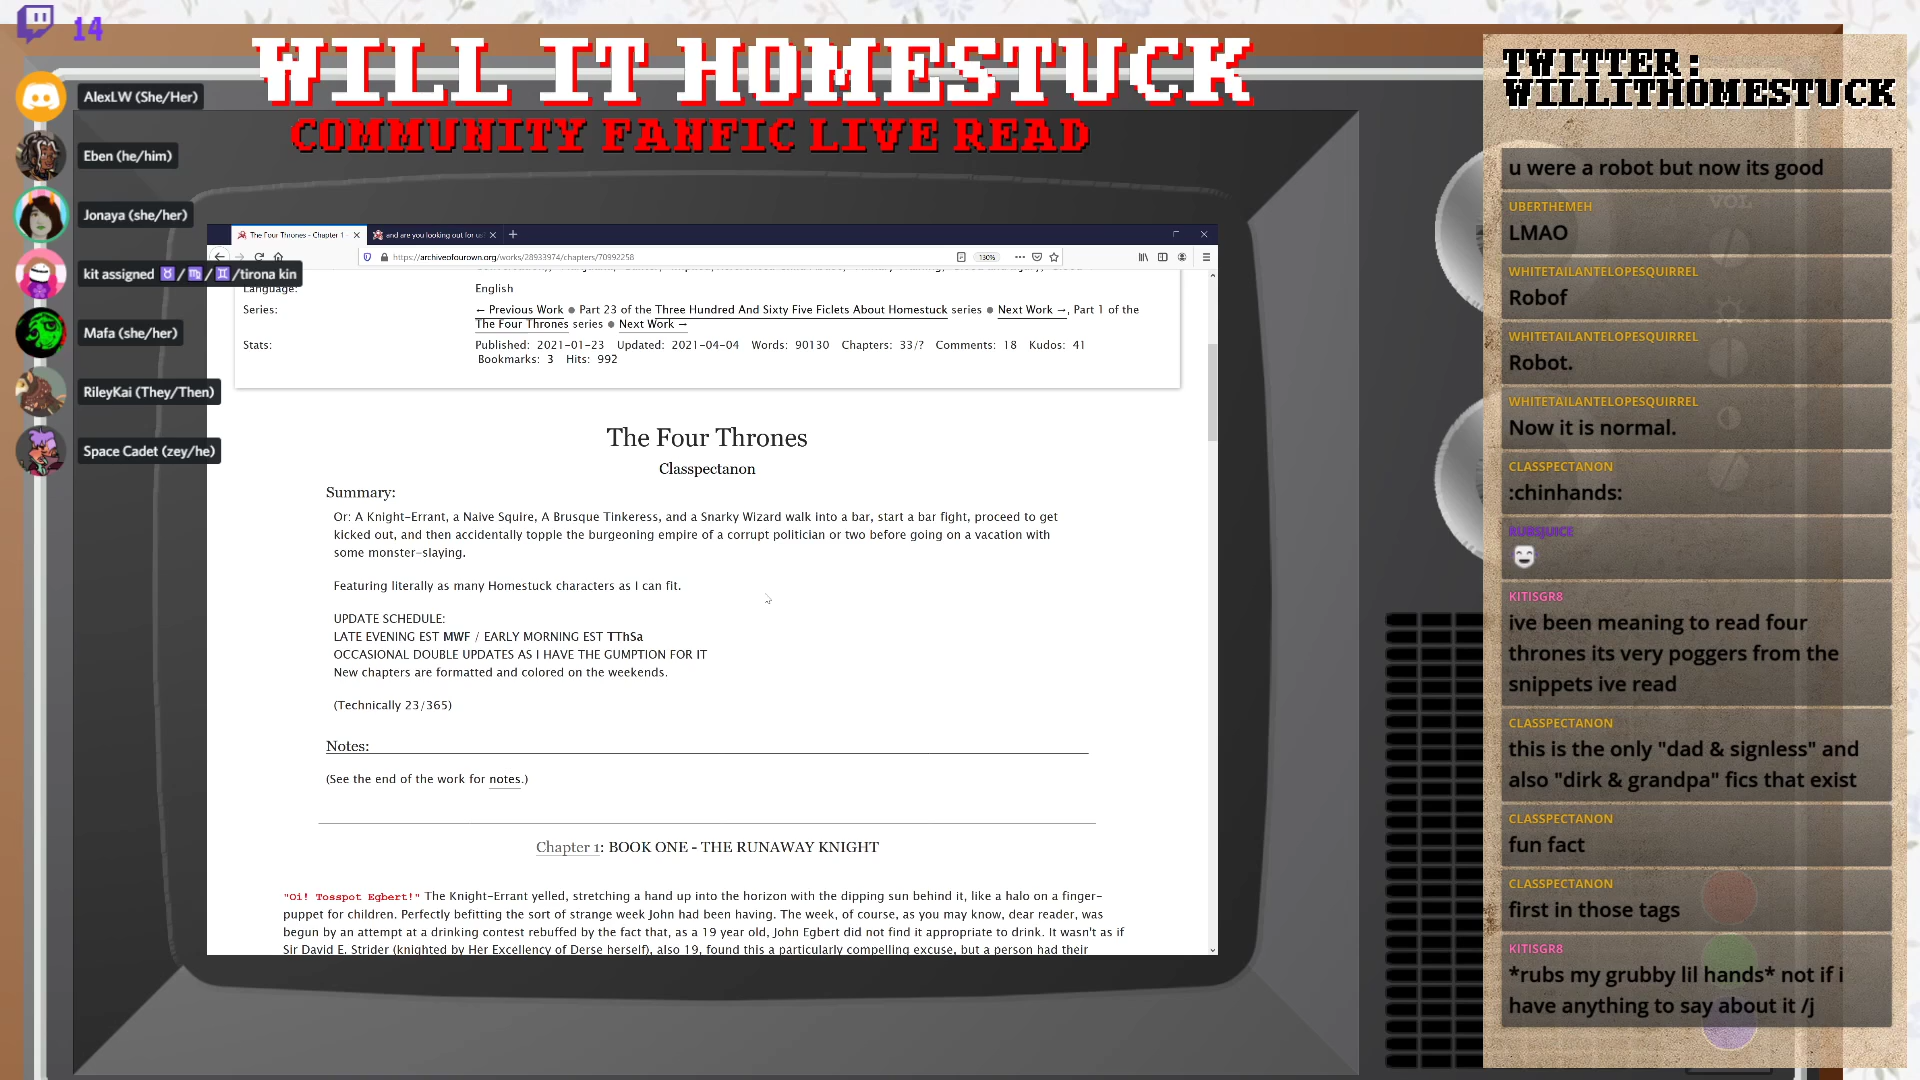 14
WILL IT HOMESTUCK
COMMUNITY FANFIC LIVE READ
AlexLW (She/Her)
Eben (he/him)
Jonaya (she/her)
kit assigned ♉/♍/♊/tirona kin
Mafa (she/her)
RileyKai (They/Then)
Space Cadet (zey/he)
The Four Thrones - Chapter 1 -
and are you looking out for us
https://archiveofourown.org/works/28933974/chapters/70992258
130%
Language:
English
Series:
← Previous Work ● Part 23 of the Three Hundred And Sixty Five Ficlets About Homestuck series ● Next Work →, Part 1 of the
The Four Thrones series ● Next Work →
Stats:
Published: 2021-01-23 Updated: 2021-04-04 Words: 90130 Chapters: 33/? Comments: 18 Kudos: 41
Bookmarks: 3 Hits: 992
The Four Thrones
Classpectanon
Summary:
Or: A Knight-Errant, a Naive Squire, A Brusque Tinkeress, and a Snarky Wizard walk into a bar, start a bar fight, proceed to get
kicked out, and then accidentally topple the burgeoning empire of a corrupt politician or two before going on a vacation with
some monster-slaying.
Featuring literally as many Homestuck characters as I can fit.
UPDATE SCHEDULE:
LATE EVENING EST MWF / EARLY MORNING EST TThSa
OCCASIONAL DOUBLE UPDATES AS I HAVE THE GUMPTION FOR IT
New chapters are formatted and colored on the weekends.
(Technically 23/365)
Notes:
(See the end of the work for notes.)
Chapter 1: BOOK ONE - THE RUNAWAY KNIGHT
"Oi! Tosspot Egbert!" The Knight-Errant yelled, stretching a hand up into the horizon with the dipping sun behind it, like a halo on a finger-
puppet for children. Perfectly befitting the sort of strange week John had been having. The week, of course, as you may know, dear reader, was
begun by an attempt at a drinking contest rebuffed by the fact that, as a 19 year old, John Egbert did not find it appropriate to drink. It wasn't as if
Sir David E. Strider (knighted by Her Excellency of Derse herself), also 19, found this a particularly compelling excuse, but a person had their
TWITTER:
WILLITHOMESTUCK
VOL
u were a robot but now its good
UBERTHEMEH
LMAO
WHITETAILANTELOPESQUIRREL
Robof
WHITETAILANTELOPESQUIRREL
Robot.
WHITETAILANTELOPESQUIRREL
Now it is normal.
CLASSPECTANON
:chinhands:
KITISGR8
ive been meaning to read four
thrones its very poggers from the
snippets ive read
CLASSPECTANON
this is the only "dad & signless" and
also "dirk & grandpa" fics that exist
CLASSPECTANON
fun fact
CLASSPECTANON
first in those tags
KITISGR8
*rubs my grubby lil hands* not if i
have anything to say about it /j